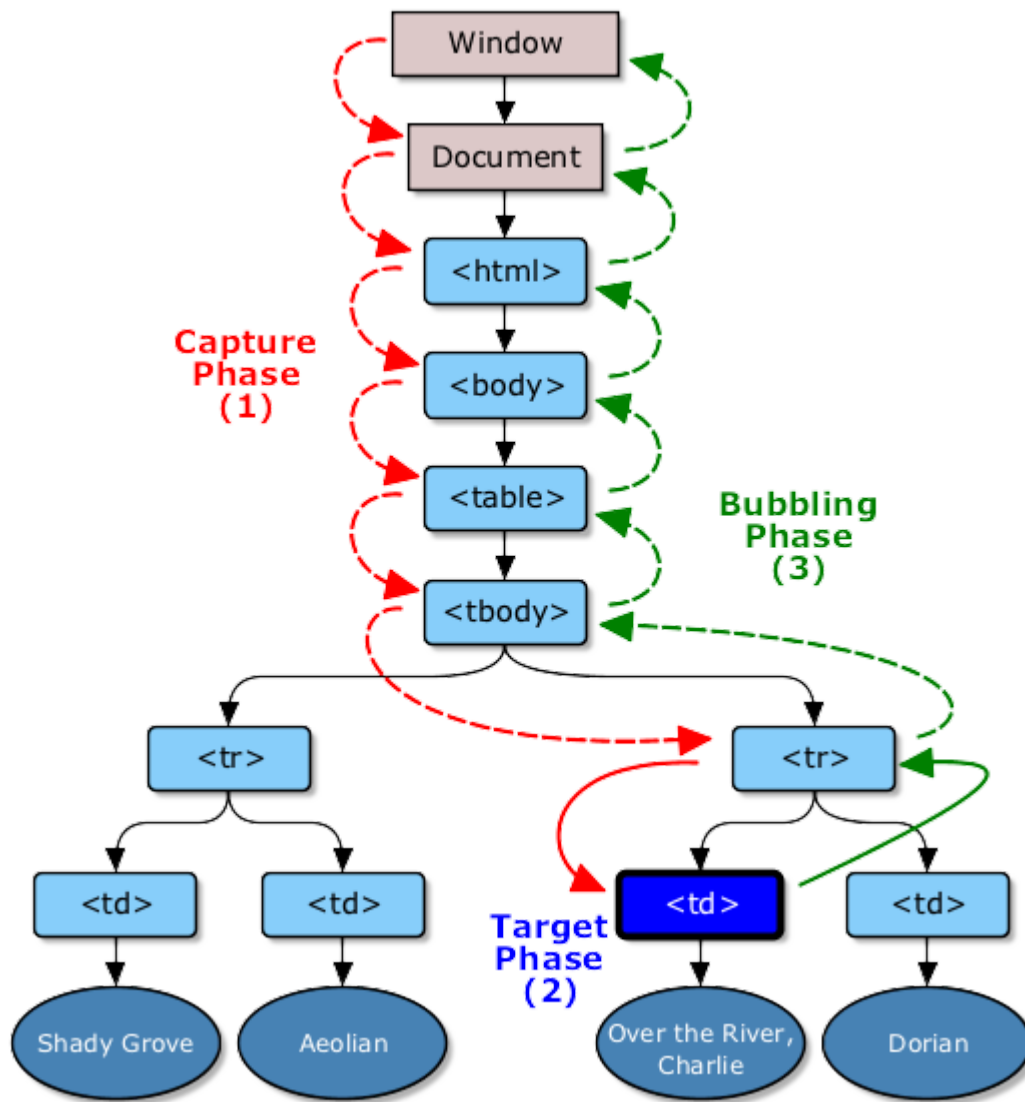 Window
Document
<html>
Capture
Phase
(1)
<body>
<table>
Bubbling
Phase
(3)
<tbody>
<tr>
<tr>
<td>
<td>
<td>
<td>
Target
Phase
(2)
Shady Grove
Aeolian
Over the River,
Charlie
Dorian